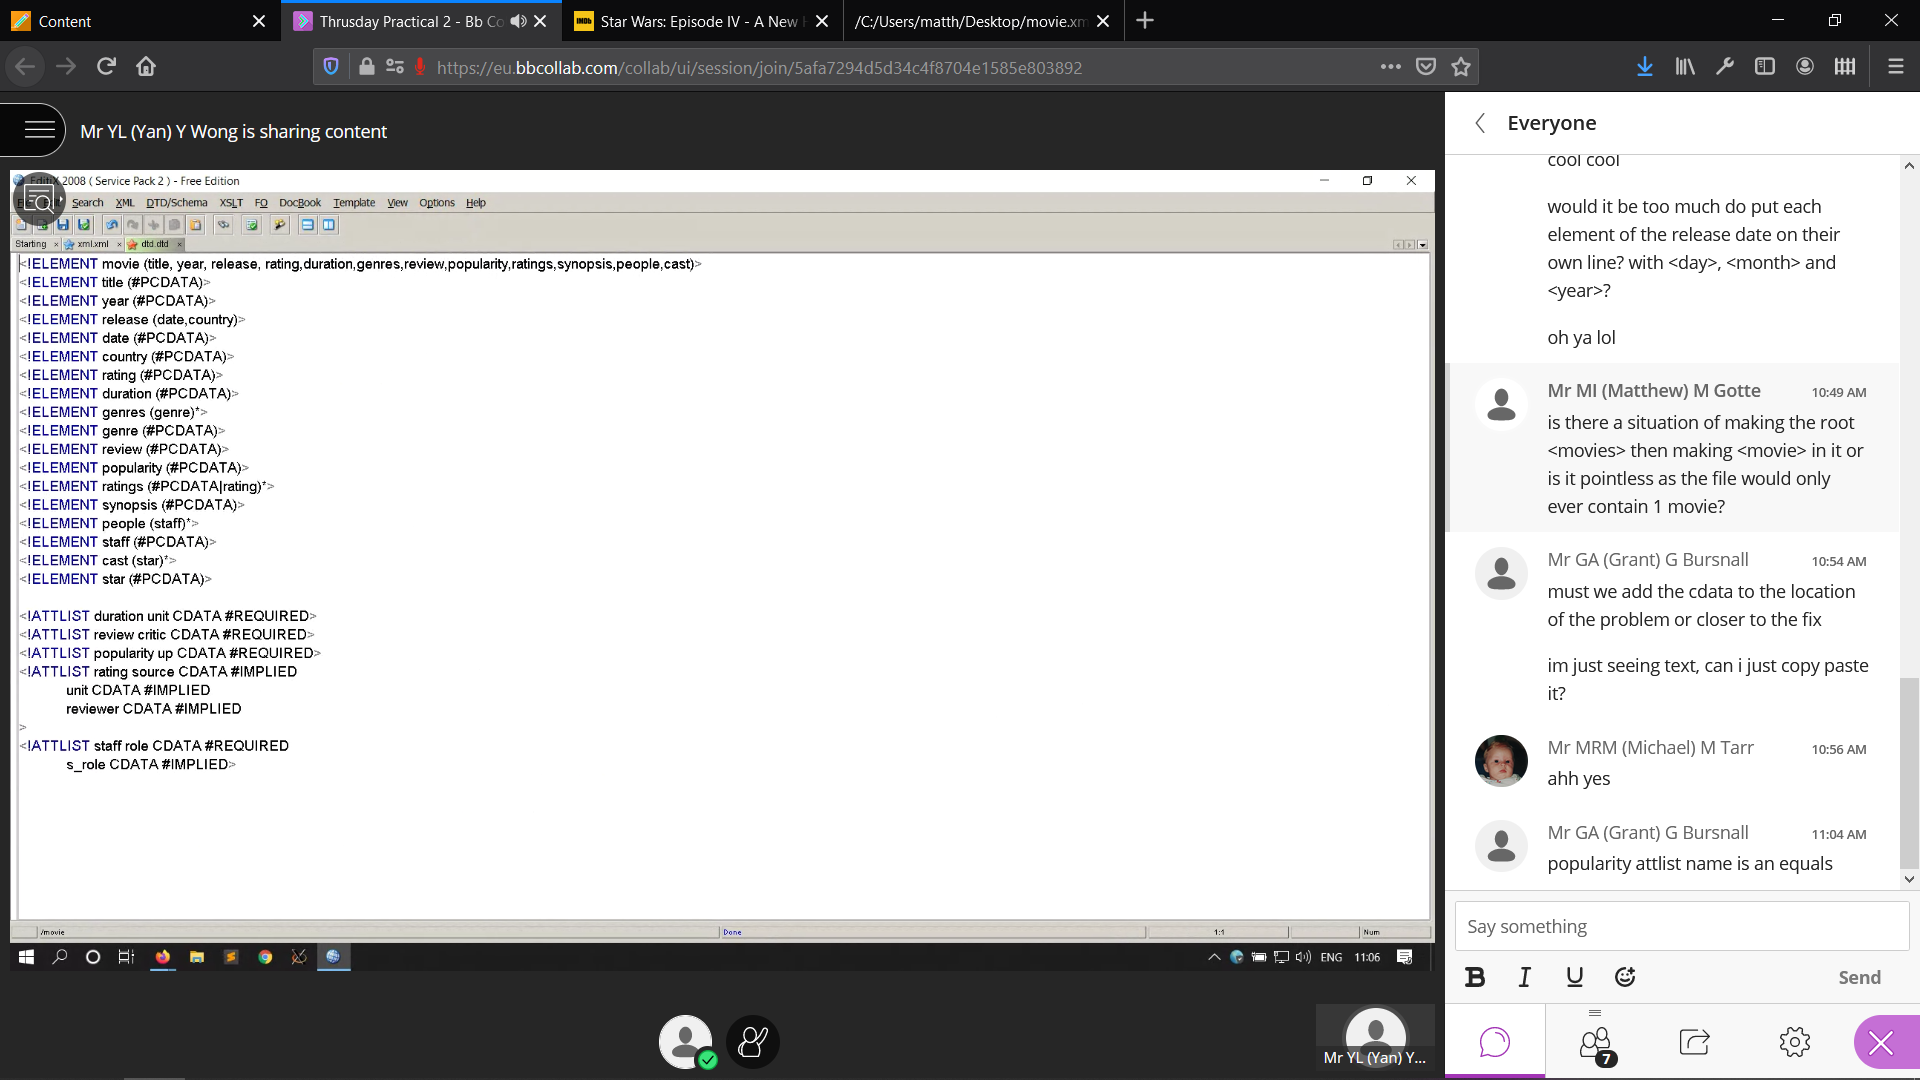 Content
Thrusday Practical 2 - Bb Co
Star Wars: Episode IV - A New H
/C:/Users/matth/Desktop/movie.xm
https://eu.bbcollab.com/collab/ui/session/join/5afa7294d5d34c4f8704e1585e803892
Mr YL (Yan) Y Wong is sharing content
2008 ( Service Pack 2 ) - Free Edition
Search XML DTD/Schema XSLT FO DocBook Template View Options Help
Starting xml.xml dtd.dtd
<!ELEMENT movie (title, year, release, rating,duration,genres,review,popularity,ratings,synopsis,people,cast)>
<!ELEMENT title (#PCDATA)>
<!ELEMENT year (#PCDATA)>
<!ELEMENT release (date,country)>
<!ELEMENT date (#PCDATA)>
<!ELEMENT country (#PCDATA)>
<!ELEMENT rating (#PCDATA)>
<!ELEMENT duration (#PCDATA)>
<!ELEMENT genres (genre)*>
<!ELEMENT genre (#PCDATA)>
<!ELEMENT review (#PCDATA)>
<!ELEMENT popularity (#PCDATA)>
<!ELEMENT ratings (#PCDATA|rating)*>
<!ELEMENT synopsis (#PCDATA)>
<!ELEMENT people (staff)*>
<!ELEMENT staff (#PCDATA)>
<!ELEMENT cast (star)*>
<!ELEMENT star (#PCDATA)>
<!ATTLIST duration unit CDATA #REQUIRED>
<!ATTLIST review critic CDATA #REQUIRED>
<!ATTLIST popularity up CDATA #REQUIRED>
<!ATTLIST rating source CDATA #IMPLIED
unit CDATA #IMPLIED
reviewer CDATA #IMPLIED
>
<!ATTLIST staff role CDATA #REQUIRED
s_role CDATA #IMPLIED>
/movie
Done
1:1
Num
ENG 11:06
Mr YL (Yan) Y...
Everyone
cool cool
would it be too much do put each
element of the release date on their
own line? with <day>, <month> and
<year>?
oh ya lol
Mr MI (Matthew) M Gotte 10:49 AM
is there a situation of making the root
<movies> then making <movie> in it or
is it pointless as the file would only
ever contain 1 movie?
Mr GA (Grant) G Bursnall 10:54 AM
must we add the cdata to the location
of the problem or closer to the fix
im just seeing text, can i just copy paste
it?
Mr MRM (Michael) M Tarr 10:56 AM
ahh yes
Mr GA (Grant) G Bursnall 11:04 AM
popularity attlist name is an equals
Say something
B I U
Send
7